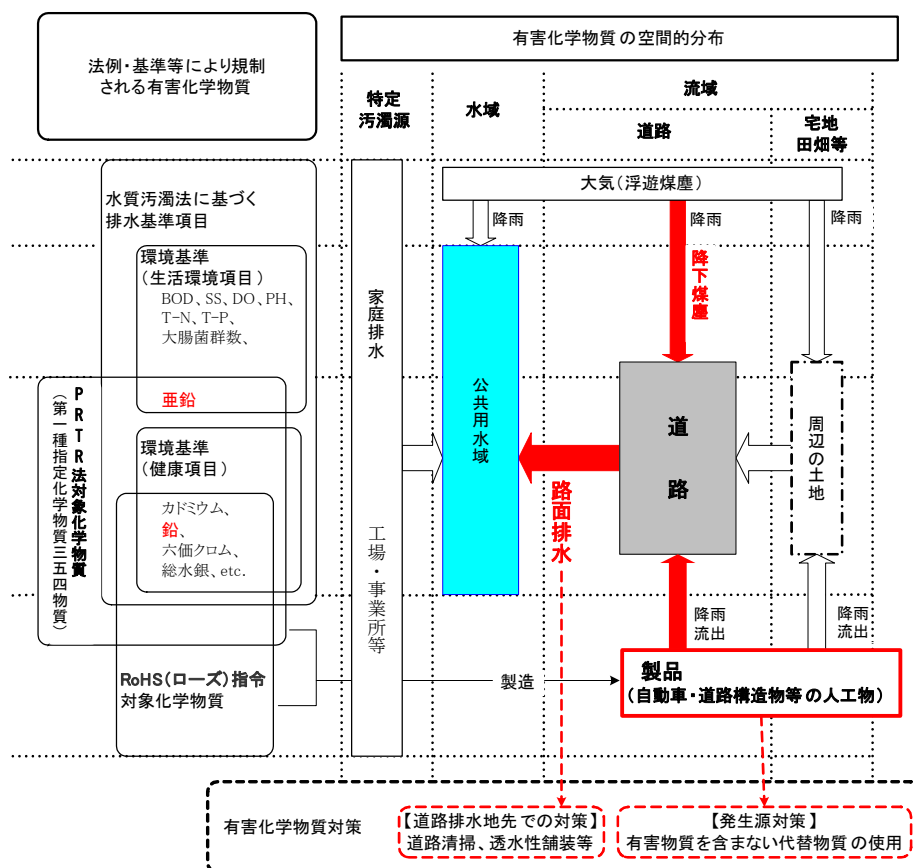 法例・基準等により規制
される有害化学物質
有害化学物質の空間的分布
特定
汚濁源
水域
流域
道路
宅地
田畑等
水質汚濁法に基づく
排水基準項目
環境基準
(生活環境項目)
BOD、SS、DO、PH、
T-N、T-P、
大腸菌群数、
亜鉛
PRTR法対象化学物質
(第一種指定化学物質三五四物質)
環境基準
(健康項目)
カドミウム、
鉛、
六価クロム、
総水銀、etc.
RoHS(ローズ)指令
対象化学物質
家庭排水
工場・事業所等
大気(浮遊煤塵)
降雨
降雨
降雨
降下煤塵
公共用水域
道路
周辺の土地
路面排水
降雨
流出
降雨
流出
製造
製品
(自動車・道路構造物等の人工物)
有害化学物質対策
【道路排水地先での対策】
道路清掃、透水性舗装等
【発生源対策】
有害物質を含まない代替物質の使用